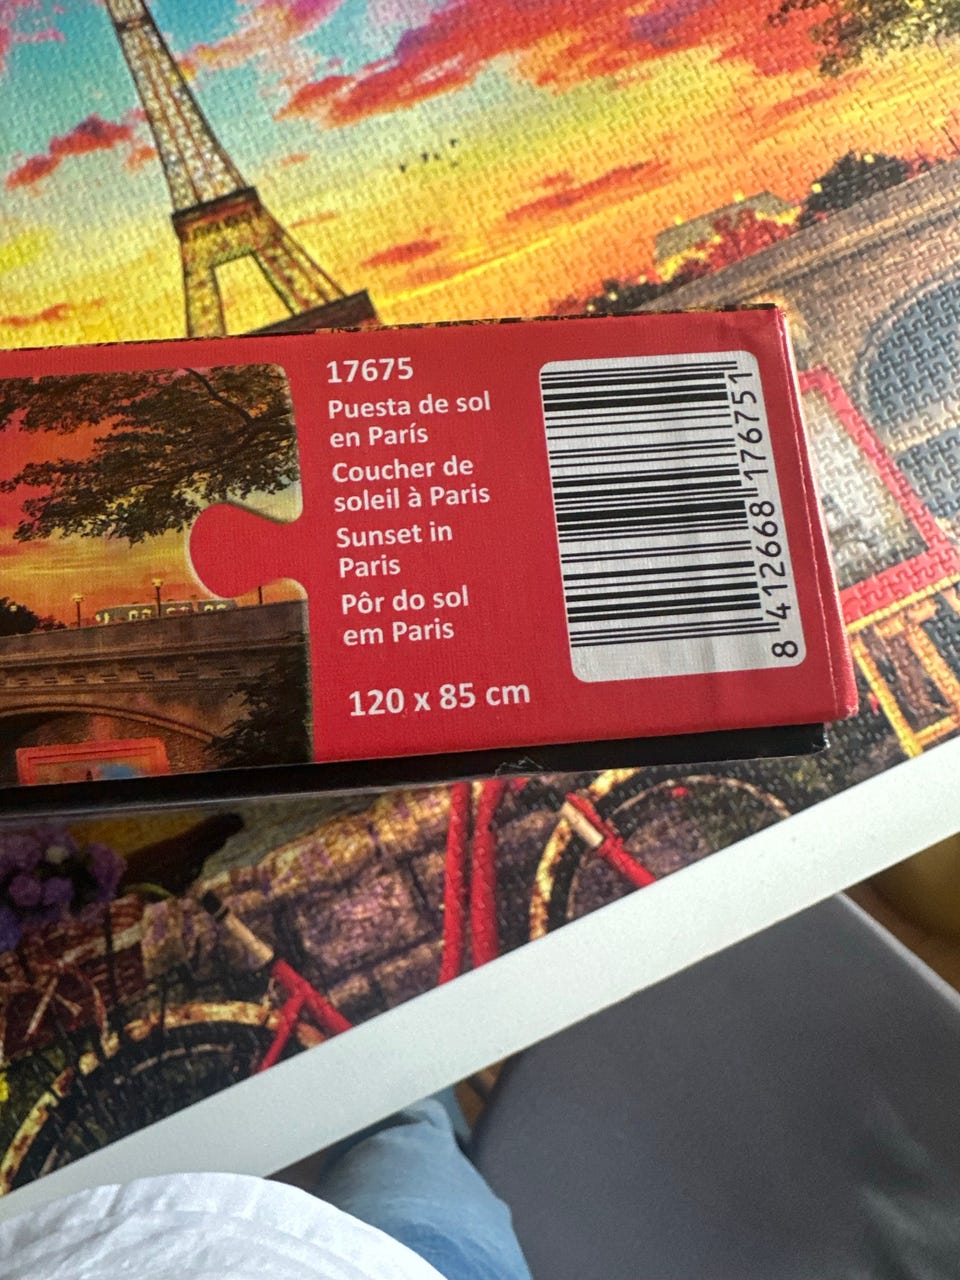 17675
Puesta de sol
en París
Coucher de
soleil à Paris
Sunset in
Paris
Pôr do sol
em Paris
120 x 85 cm
8 412668 176751